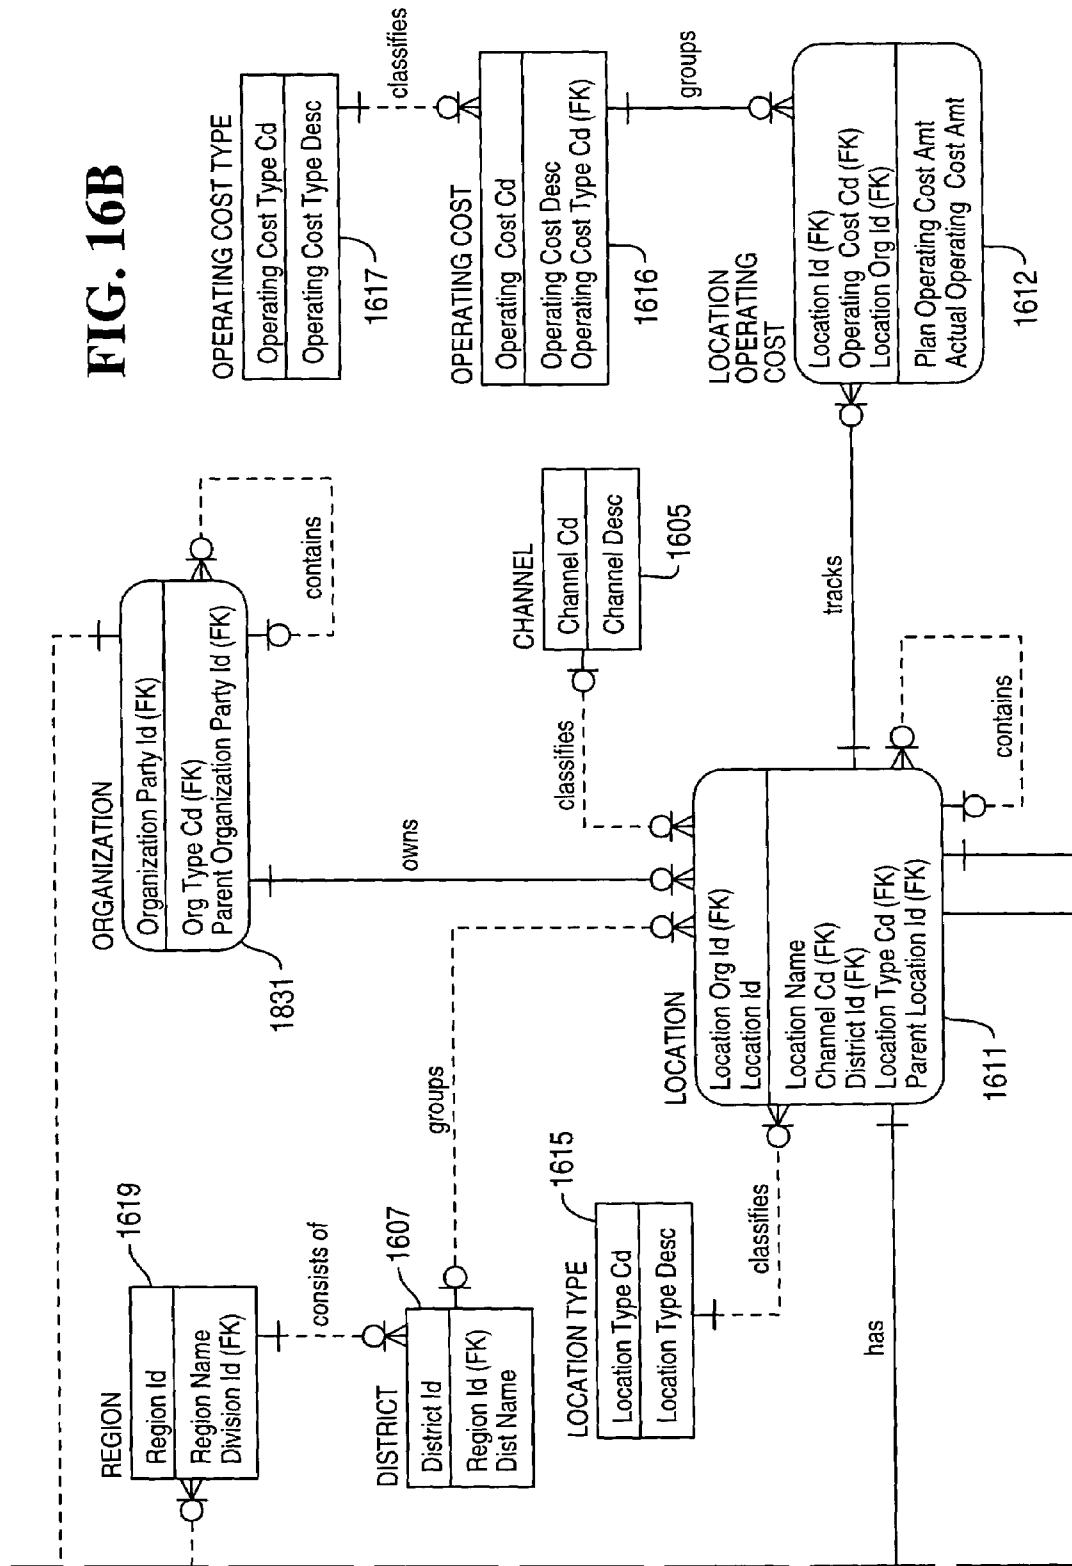 FIG. 16B
REGION
1619
Region Id
Region Name
Division Id (FK)
consists of
DISTRICT
1607
District Id
Region Id (FK)
Dist Name
groups
ORGANIZATION
Organization Party Id (FK)
Org Type Cd (FK)
Parent Organization Party Id (FK)
1831
contains
owns
OPERATING COST TYPE
Operating Cost Type Cd
Operating Cost Type Desc
1617
classifies
OPERATING COST
Operating Cost Cd
Operating Cost Desc
Operating Cost Type Cd (FK)
1616
groups
CHANNEL
Channel Cd
Channel Desc
1605
classifies
LOCATION TYPE
1615
Location Type Cd
Location Type Desc
classifies
LOCATION
Location Org Id (FK)
Location Id
Location Name
Channel Cd (FK)
District Id (FK)
Location Type Cd (FK)
Parent Location Id (FK)
1611
contains
has
tracks
LOCATION
OPERATING
COST
Location Id (FK)
Operating Cost Cd (FK)
Location Org Id (FK)
Plan Operating Cost Amt
Actual Operating Cost Amt
1612